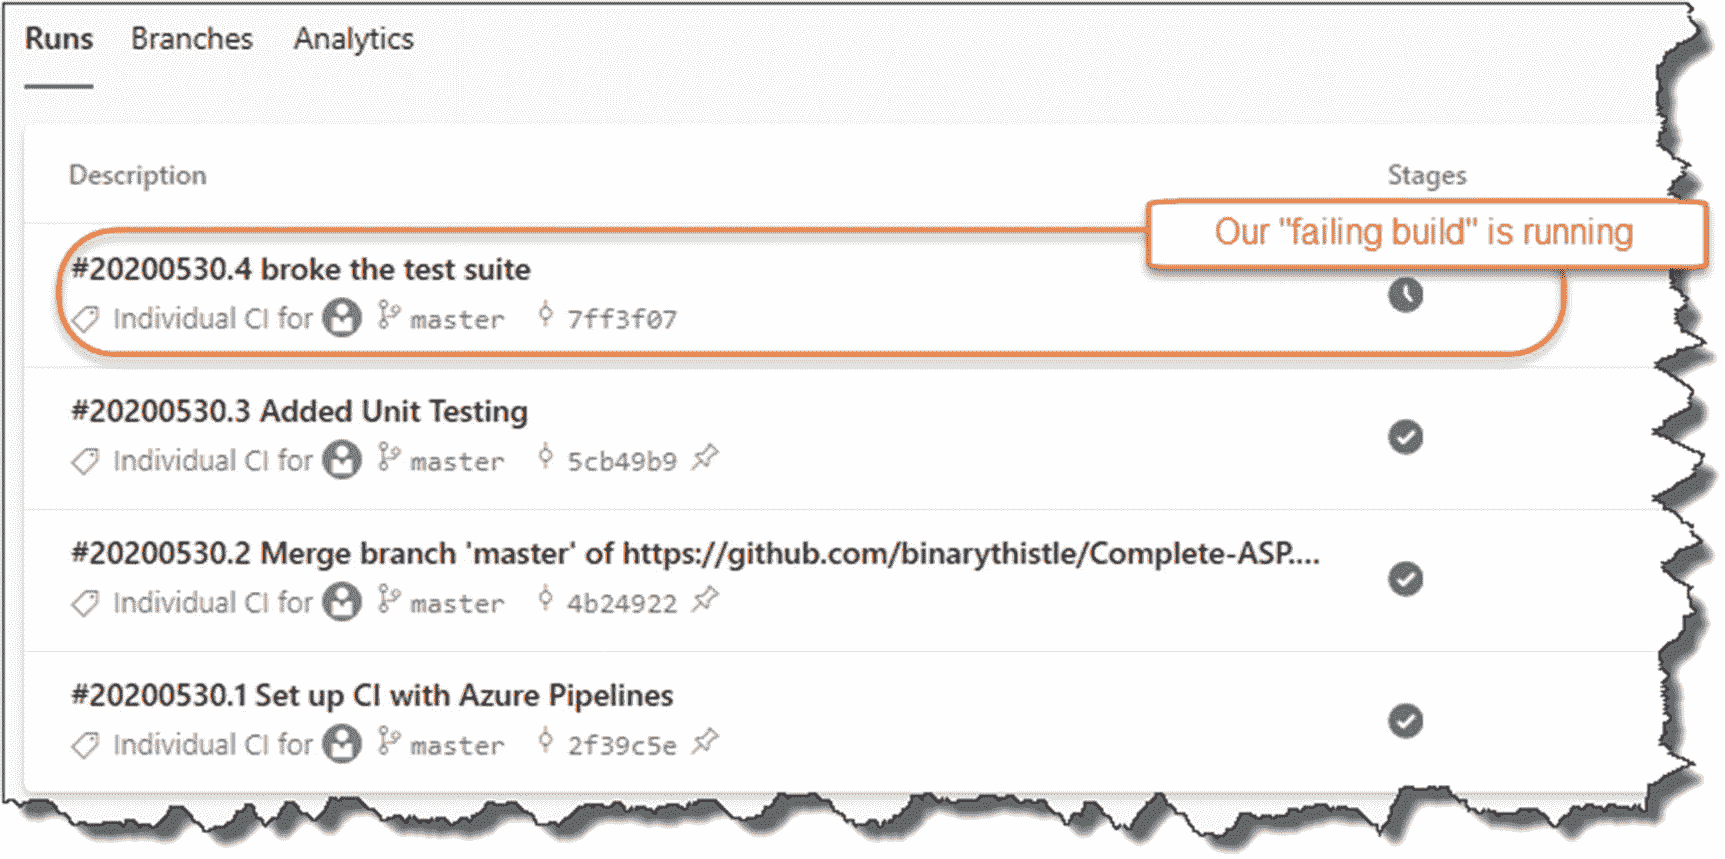 Runs Branches Analytics
Description Stages
Our "failing build" is running
#20200530.4 broke the test suite
Individual CI for master 7ff3f07
#20200530.3 Added Unit Testing
Individual CI for master 5cb49b9
#20200530.2 Merge branch 'master' of https://github.com/binarythistle/Complete-ASP....
Individual CI for master 4b24922
#20200530.1 Set up CI with Azure Pipelines
Individual CI for master 2f39c5e